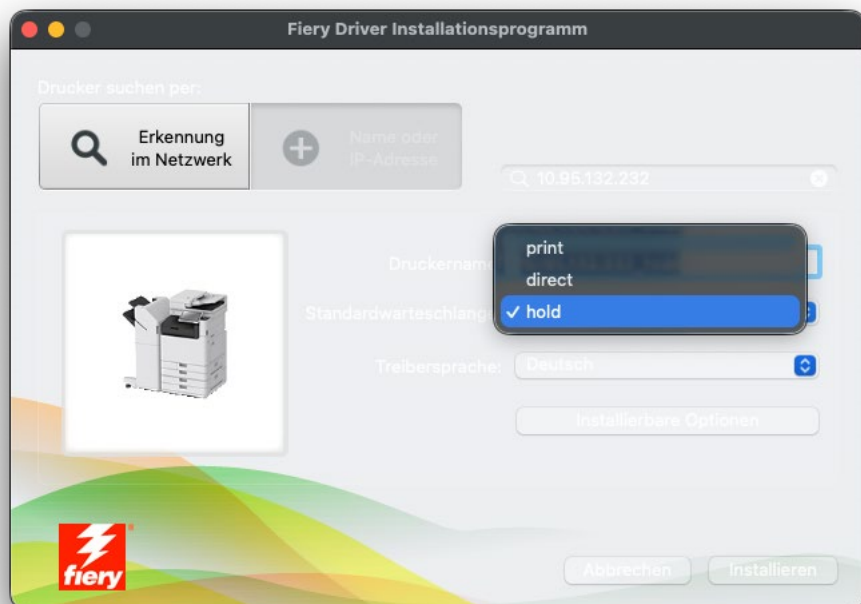 Fiery Driver Installationsprogramm
Drucker suchen per:
Erkennung
im Netzwerk
Name oder
IP-Adresse
10.95.132.232
Druckername
print
direct
Standardwarteschlange
✓ hold
Treibersprache:
Deutsch
Installierbare Optionen
fiery
Abbrechen
Installieren